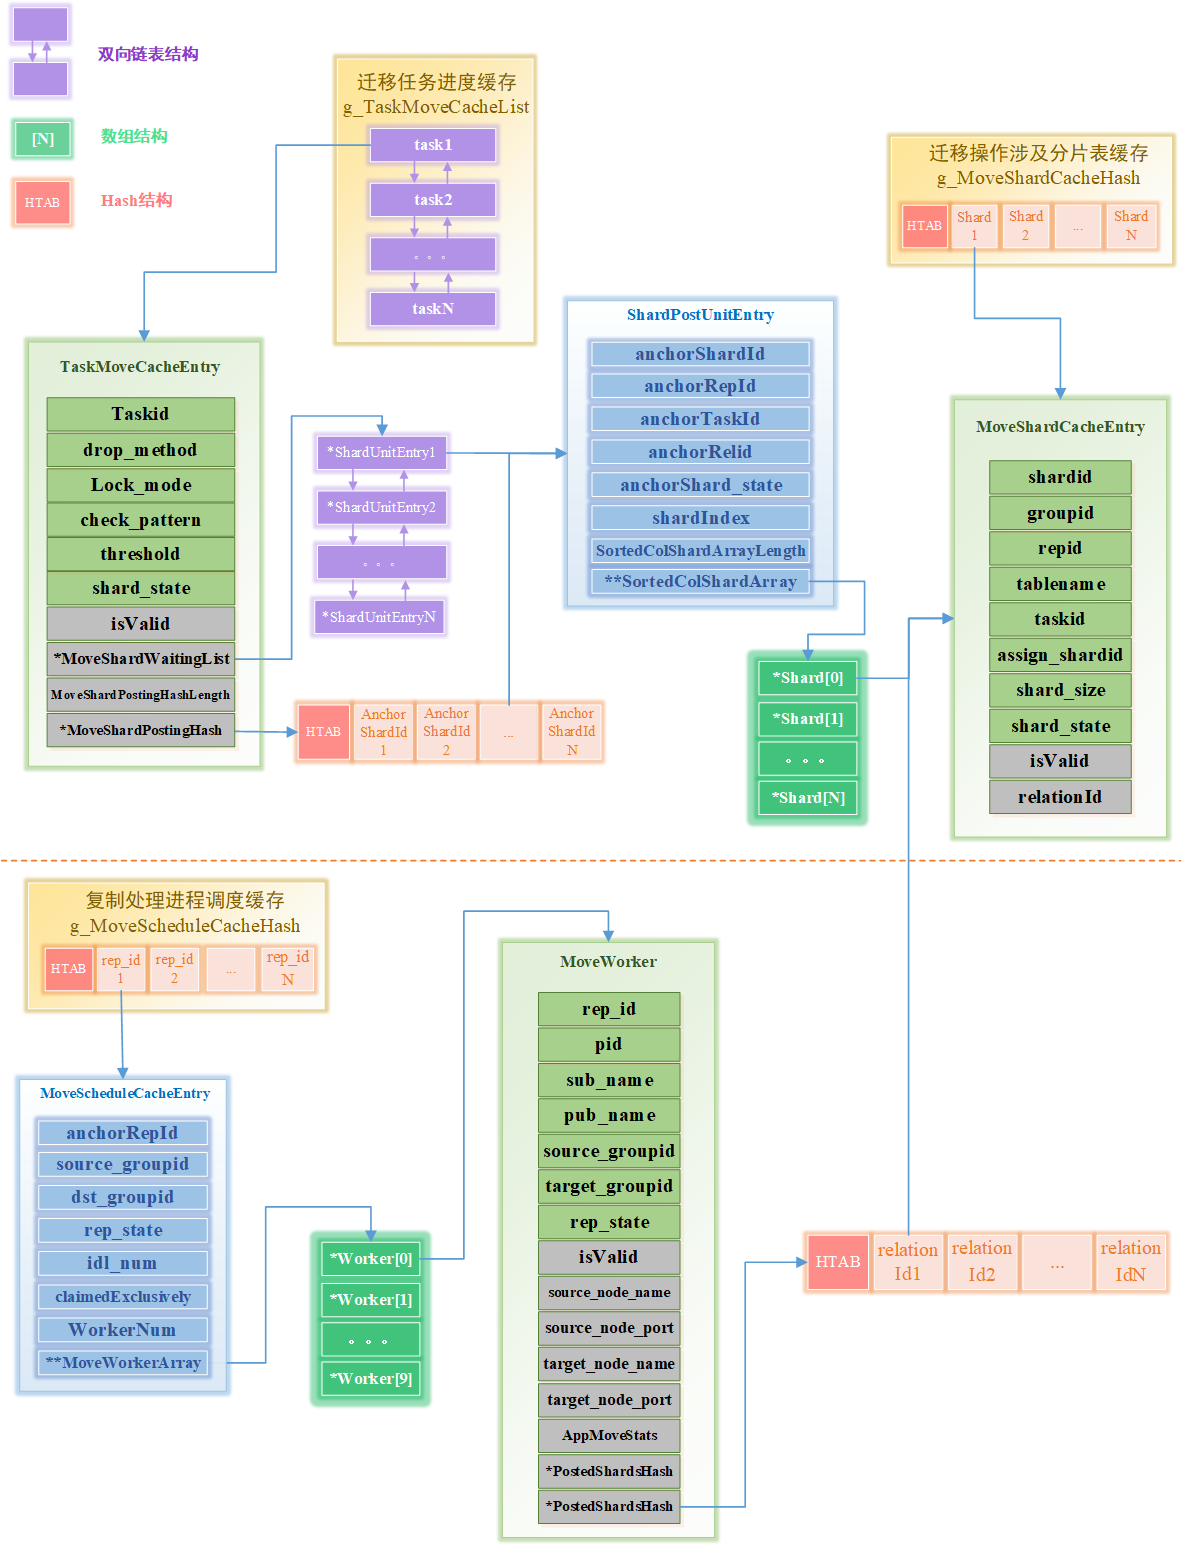 双向链表结构
[N]
数组结构
HTAB
Hash结构
迁移任务进度缓存
g_TaskMoveCacheList
task1
task2
。。。
taskN
迁移操作涉及分片表缓存
g_MoveShardCacheHash
HTAB
Shard
1
Shard
2
...
Shard
N
TaskMoveCacheEntry
Taskid
drop_method
Lock_mode
check_pattern
threshold
shard_state
isValid
*MoveShardWaitingList
MoveShardPostingHashLength
*MoveShardPostingHash
*ShardUnitEntry1
*ShardUnitEntry2
。。。
*ShardUnitEntryN
HTAB
Anchor
ShardId
1
Anchor
ShardId
2
...
Anchor
ShardId
N
ShardPostUnitEntry
anchorShardId
anchorRepId
anchorTaskId
anchorRelid
anchorShard_state
shardIndex
SortedColShardArrayLength
**SortedColShardArray
*Shard[0]
*Shard[1]
。。。
*Shard[N]
MoveShardCacheEntry
shardid
groupid
repid
tablename
taskid
assign_shardid
shard_size
shard_state
isValid
relationId
复制处理进程调度缓存
g_MoveScheduleCacheHash
HTAB
rep_id
1
rep_id
2
...
rep_id
N
MoveScheduleCacheEntry
anchorRepId
source_groupid
dst_groupid
rep_state
idl_num
claimedExclusively
WorkerNum
**MoveWorkerArray
*Worker[0]
*Worker[1]
。。。
*Worker[9]
MoveWorker
rep_id
pid
sub_name
pub_name
source_groupid
target_groupid
rep_state
isValid
source_node_name
source_node_port
target_node_name
target_node_port
AppMoveStats
*PostedShardsHash
*PostedShardsHash
HTAB
relation
Id1
relation
Id2
...
relation
IdN